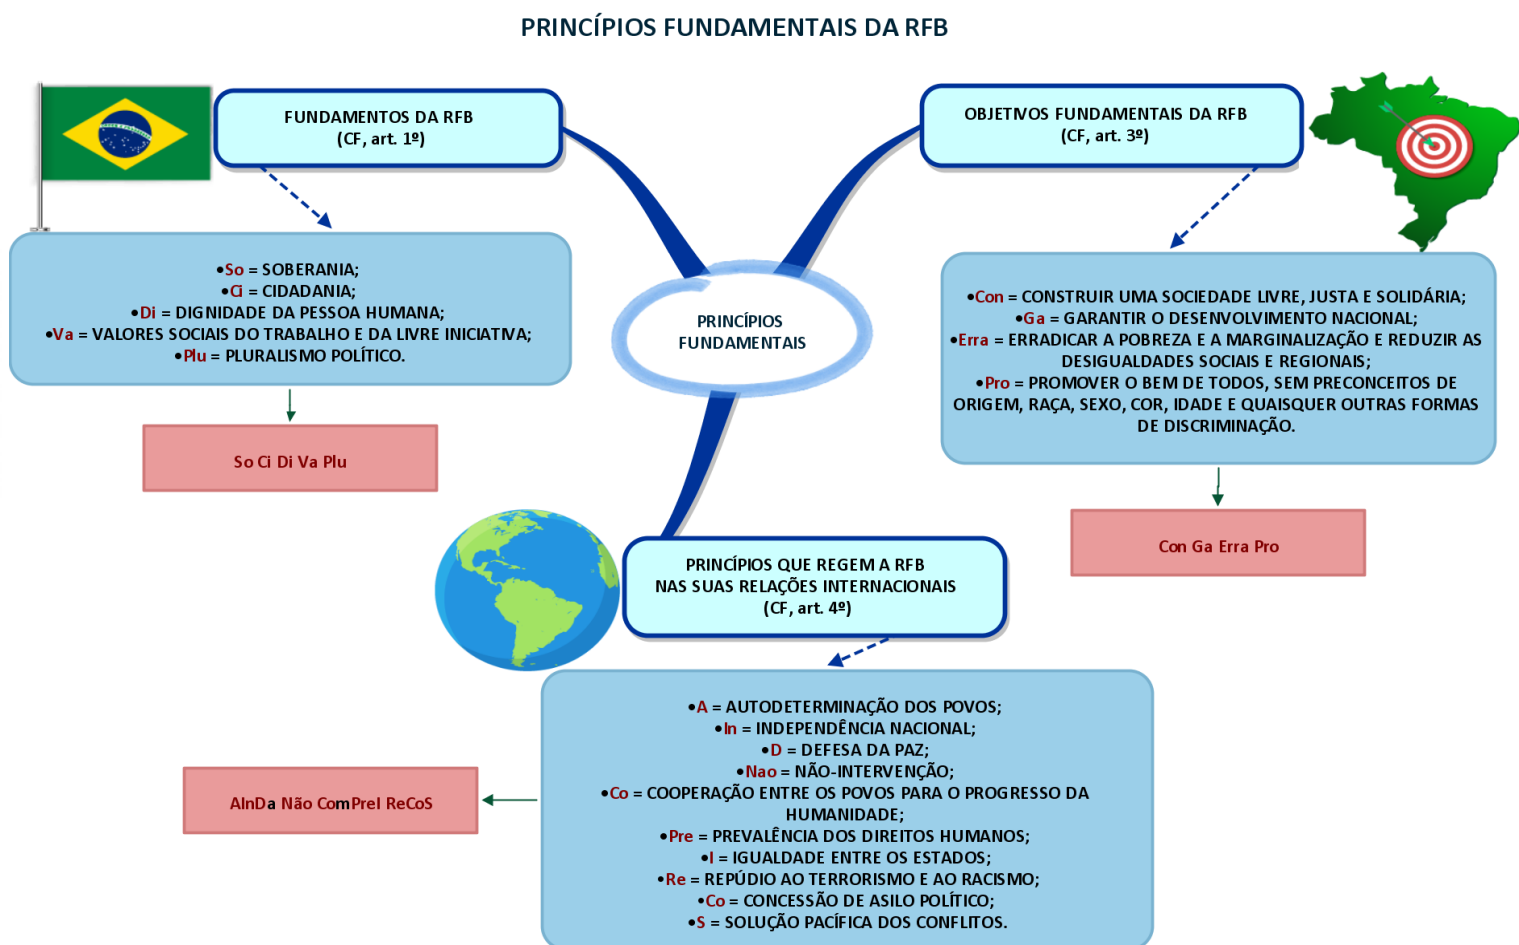 PRINCÍPIOS FUNDAMENTAIS DA RFB
FUNDAMENTOS DA RFB
(CF, art. 1º)
•So = SOBERANIA;
•Ci = CIDADANIA;
•Di = DIGNIDADE DA PESSOA HUMANA;
•Va = VALORES SOCIAIS DO TRABALHO E DA LIVRE INICIATIVA;
•Plu = PLURALISMO POLÍTICO.
So Ci Di Va Plu
OBJETIVOS FUNDAMENTAIS DA RFB
(CF, art. 3º)
•Con = CONSTRUIR UMA SOCIEDADE LIVRE, JUSTA E SOLIDÁRIA;
•Ga = GARANTIR O DESENVOLVIMENTO NACIONAL;
•Erra = ERRADICAR A POBREZA E A MARGINALIZAÇÃO E REDUZIR AS
DESIGUALDADES SOCIAIS E REGIONAIS;
•Pro = PROMOVER O BEM DE TODOS, SEM PRECONCEITOS DE
ORIGEM, RAÇA, SEXO, COR, IDADE E QUAISQUER OUTRAS FORMAS
DE DISCRIMINAÇÃO.
Con Ga Erra Pro
PRINCÍPIOS
FUNDAMENTAIS
PRINCÍPIOS QUE REGEM A RFB
NAS SUAS RELAÇÕES INTERNACIONAIS
(CF, art. 4º)
•A = AUTODETERMINAÇÃO DOS POVOS;
•In = INDEPENDÊNCIA NACIONAL;
•D = DEFESA DA PAZ;
•Nao = NÃO-INTERVENÇÃO;
•Co = COOPERAÇÃO ENTRE OS POVOS PARA O PROGRESSO DA
HUMANIDADE;
•Pre = PREVALÊNCIA DOS DIREITOS HUMANOS;
•I = IGUALDADE ENTRE OS ESTADOS;
•Re = REPÚDIO AO TERRORISMO E AO RACISMO;
•Co = CONCESSÃO DE ASILO POLÍTICO;
•S = SOLUÇÃO PACÍFICA DOS CONFLITOS.
AInDa Não ComPreI ReCoS